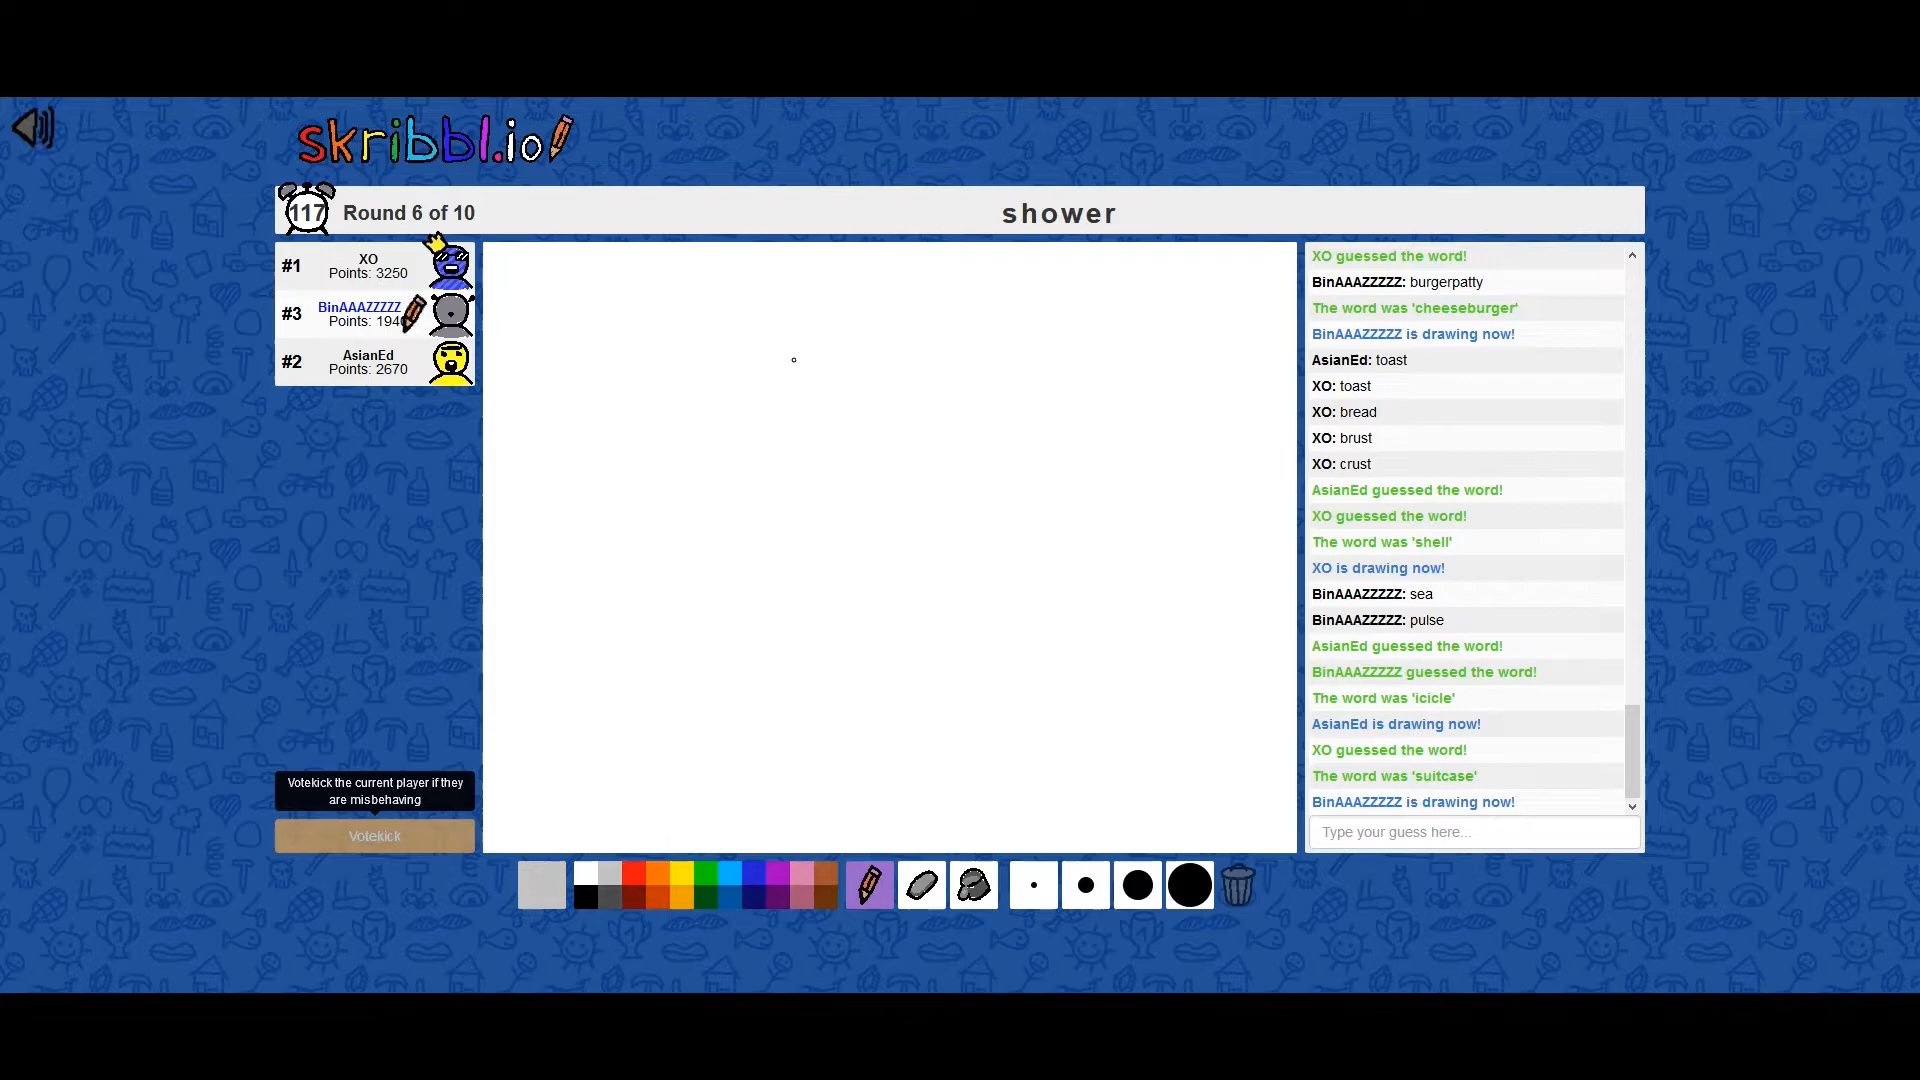 skribbl.io
117
Round 6 of 10
shower
#1
XO
Points: 3250
#3
BinAAAZZZZZ
Points: 1940
#2
AsianEd
Points: 2670
Votekick the current player if they
are misbehaving
Votekick
XO guessed the word!
BinAAAZZZZZ: burgerpatty
The word was 'cheeseburger'
BinAAAZZZZZ is drawing now!
AsianEd: toast
XO: toast
XO: bread
XO: brust
XO: crust
AsianEd guessed the word!
XO guessed the word!
The word was 'shell'
XO is drawing now!
BinAAAZZZZZ: sea
BinAAAZZZZZ: pulse
AsianEd guessed the word!
BinAAAZZZZZ guessed the word!
The word was 'icicle'
AsianEd is drawing now!
XO guessed the word!
The word was 'suitcase'
BinAAAZZZZZ is drawing now!
Type your guess here...